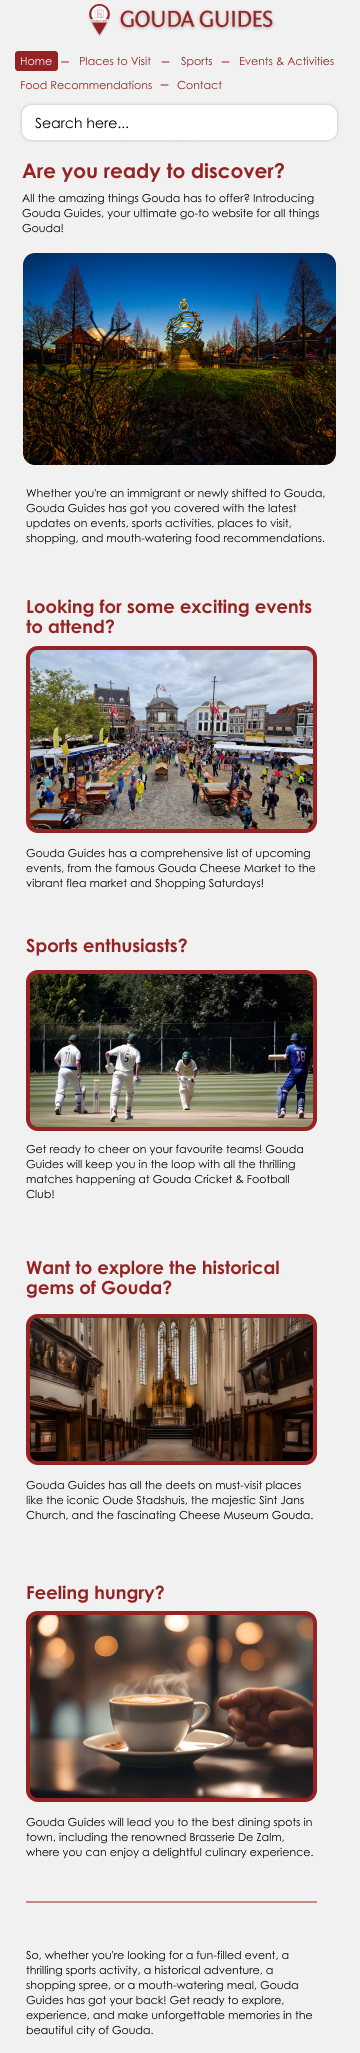 GOUDA GUIDES
Home – Places to Visit – Sports – Events & Activities
Food Recommendations – Contact
Search here...
Are you ready to discover?
All the amazing things Gouda has to offer? Introducing
Gouda Guides, your ultimate go-to website for all things
Gouda!
Whether you're an immigrant or newly shifted to Gouda,
Gouda Guides has got you covered with the latest
updates on events, sports activities, places to visit,
shopping, and mouth-watering food recommendations.
Looking for some exciting events
to attend?
Gouda Guides has a comprehensive list of upcoming
events, from the famous Gouda Cheese Market to the
vibrant flea market and Shopping Saturdays!
Sports enthusiasts?
Get ready to cheer on your favourite teams! Gouda
Guides will keep you in the loop with all the thrilling
matches happening at Gouda Cricket & Football
Club!
Want to explore the historical
gems of Gouda?
Gouda Guides has all the deets on must-visit places
like the iconic Oude Stadshuis, the majestic Sint Jans
Church, and the fascinating Cheese Museum Gouda.
Feeling hungry?
Gouda Guides will lead you to the best dining spots in
town, including the renowned Brasserie De Zalm,
where you can enjoy a delightful culinary experience.
So, whether you're looking for a fun-filled event, a
thrilling sports activity, a historical adventure, a
shopping spree, or a mouth-watering meal, Gouda
Guides has got your back! Get ready to explore,
experience, and make unforgettable memories in the
beautiful city of Gouda.